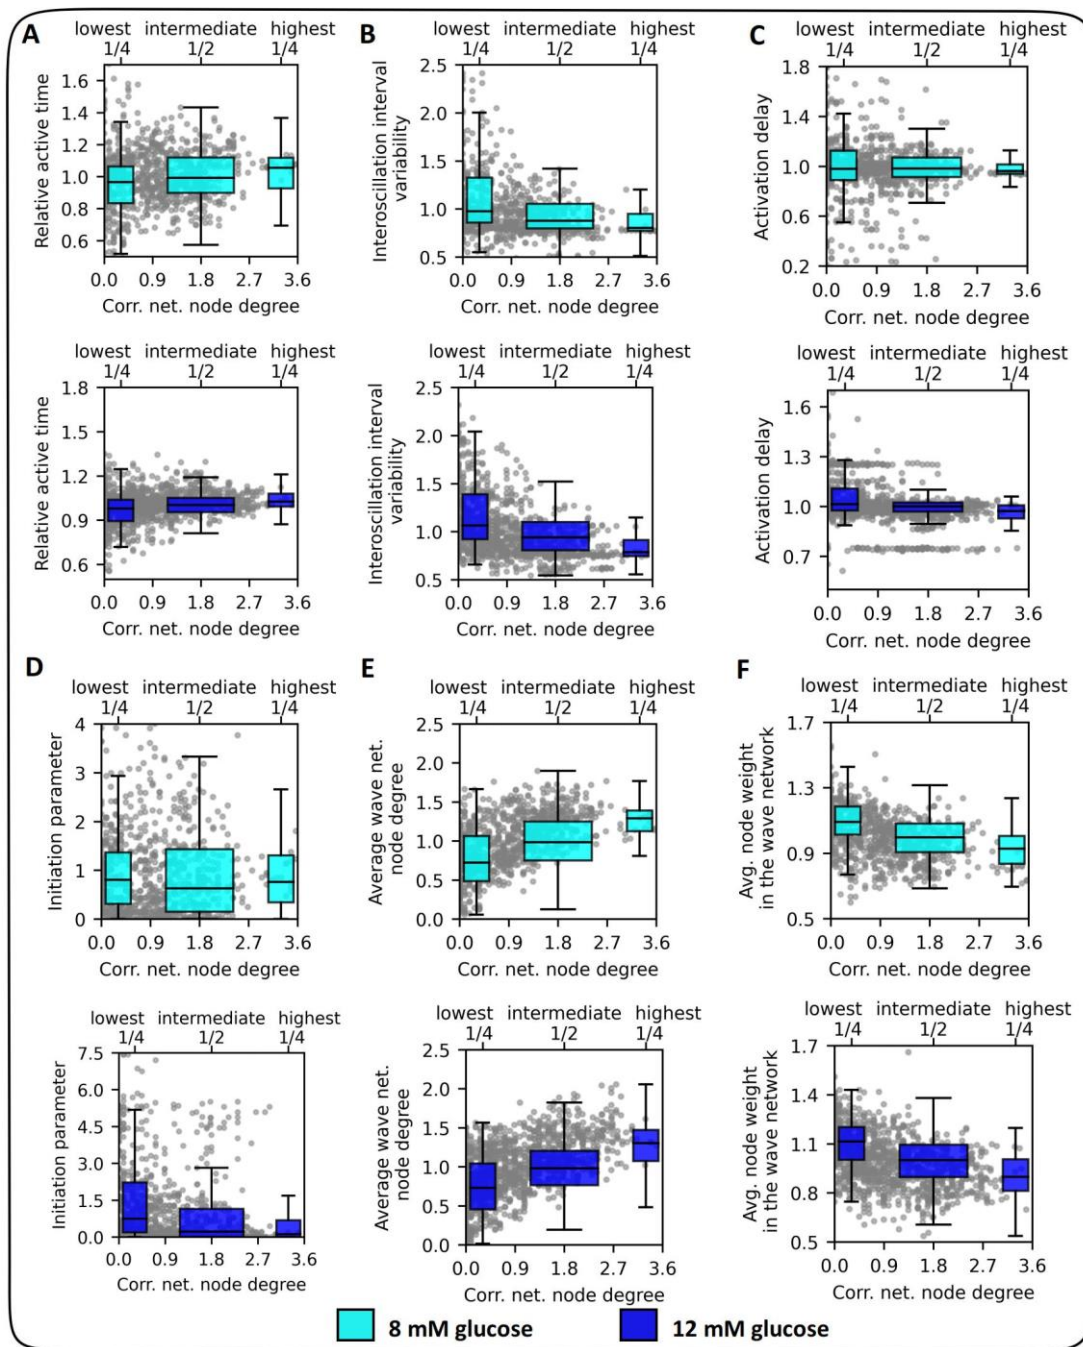 A
lowest intermediate highest
1/4 1/2 1/4
Relative active time
1.6
1.4
1.2
1.0
0.8
0.6
0.0 0.9 1.8 2.7 3.6
Corr. net. node degree
B
lowest intermediate highest
1/4 1/2 1/4
Interoscillation interval
variability
2.5
2.0
1.5
1.0
0.5
0.0 0.9 1.8 2.7 3.6
Corr. net. node degree
C
lowest intermediate highest
1/4 1/2 1/4
Activation delay
1.8
1.4
1.0
0.6
0.2
0.0 0.9 1.8 2.7 3.6
Corr. net. node degree
lowest intermediate highest
1/4 1/2 1/4
Relative active time
1.8
1.5
1.2
0.9
0.6
0.0 0.9 1.8 2.7 3.6
Corr. net. node degree
lowest intermediate highest
1/4 1/2 1/4
Interoscillation interval
variability
2.5
2.0
1.5
1.0
0.5
0.0 0.9 1.8 2.7 3.6
Corr. net. node degree
lowest intermediate highest
1/4 1/2 1/4
Activation delay
1.6
1.3
1.0
0.7
0.0 0.9 1.8 2.7 3.6
Corr. net. node degree
D
lowest intermediate highest
1/4 1/2 1/4
Initiation parameter
4
3
2
1
0
0.0 0.9 1.8 2.7 3.6
Corr. net. node degree
E
lowest intermediate highest
1/4 1/2 1/4
Average wave net.
node degree
2.5
2.0
1.5
1.0
0.5
0.0
0.0 0.9 1.8 2.7 3.6
Corr. net. node degree
F
lowest intermediate highest
1/4 1/2 1/4
Avg. node weight
in the wave network
1.7
1.3
0.9
0.5
0.0 0.9 1.8 2.7 3.6
Corr. net. node degree
lowest intermediate highest
1/4 1/2 1/4
Initiation parameter
7.5
6.0
4.5
3.0
1.5
0.0
0.0 0.9 1.8 2.7 3.6
Corr. net. node degree
lowest intermediate highest
1/4 1/2 1/4
Average wave net.
node degree
2.5
2.0
1.5
1.0
0.5
0.0
0.0 0.9 1.8 2.7 3.6
Corr. net. node degree
lowest intermediate highest
1/4 1/2 1/4
Avg. node weight
in the wave network
1.7
1.4
1.1
0.8
0.5
0.0 0.9 1.8 2.7 3.6
Corr. net. node degree
8 mM glucose
12 mM glucose